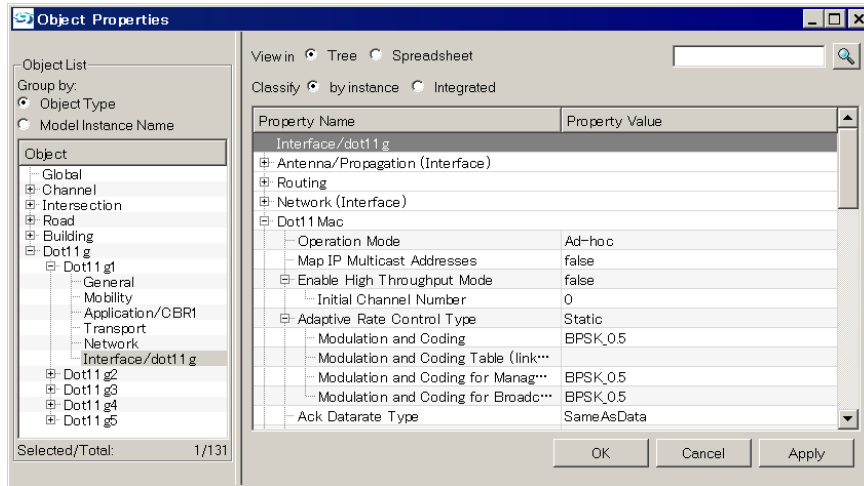 Object Properties
Object List
Group by:
Object Type
Model Instance Name
Object
Global
Channel
Intersection
Road
Building
Dot11g
Dot11g1
General
Mobility
Application/CBR1
Transport
Network
Interface/dot11g
Dot11g2
Dot11g3
Dot11g4
Dot11g5
Selected/Total: 1/131
View in Tree Spreadsheet
Classify by instance Integrated
Property Name Property Value
Interface/dot11g
Antenna/Propagation (Interface)
Routing
Network (Interface)
Dot11Mac
Operation Mode Ad-hoc
Map IP Multicast Addresses false
Enable High Throughput Mode false
Initial Channel Number 0
Adaptive Rate Control Type Static
Modulation and Coding BPSK_0.5
Modulation and Coding Table (link…
Modulation and Coding for Manag… BPSK_0.5
Modulation and Coding for Broadc… BPSK_0.5
Ack Datarate Type SameAsData
OK Cancel Apply